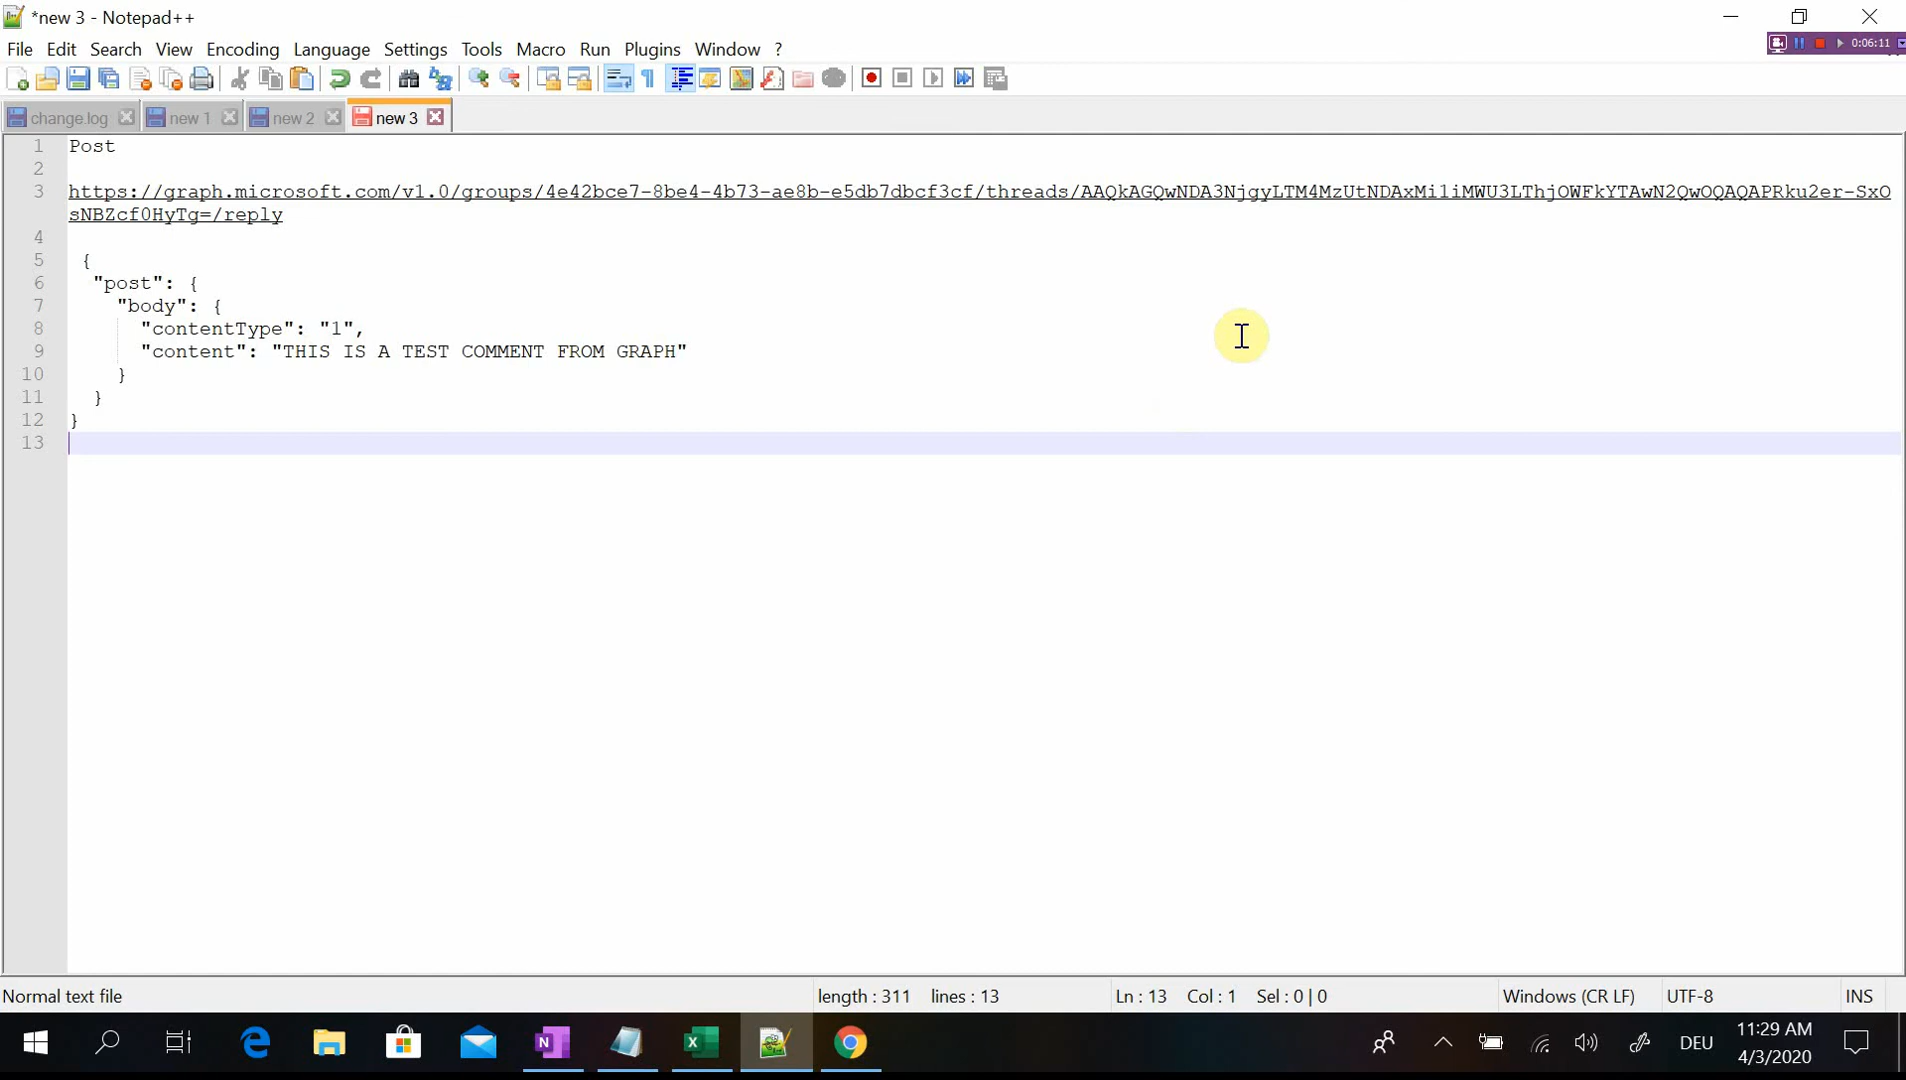 *new 3 - Notepad++
File Edit Search View Encoding Language Settings Tools Macro Run Plugins Window ?
0:06:11
change.log new 1 new 2 new 3
1 Post
2
3 https://graph.microsoft.com/v1.0/groups/4e42bce7-8be4-4b73-ae8b-e5db7dbcf3cf/threads/AAQkAGQwNDA3NjgyLTM4MzUtNDAxMi1iMWU3LThjOWFkYTAwN2QwOQAQAPRku2er-SxO
sNBZcf0HyTg=/reply
4
5 {
6 "post": {
7 "body": {
8 "contentType": "1",
9 "content": "THIS IS A TEST COMMENT FROM GRAPH"
10 }
11 }
12 }
13
Normal text file length : 311 lines : 13 Ln : 13 Col : 1 Sel : 0 | 0 Windows (CR LF) UTF-8 INS
DEU 11:29 AM
4/3/2020